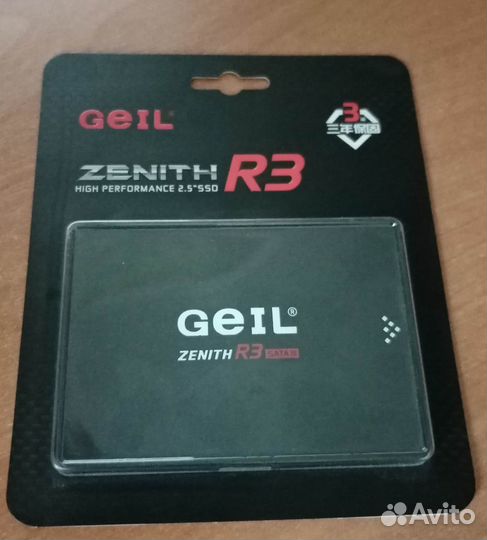 GeIL
3
三年保固
ZENITH R3
HIGH PERFORMANCE 2.5"SSD
GeIL®
ZENITH R3 SATA III
Avito